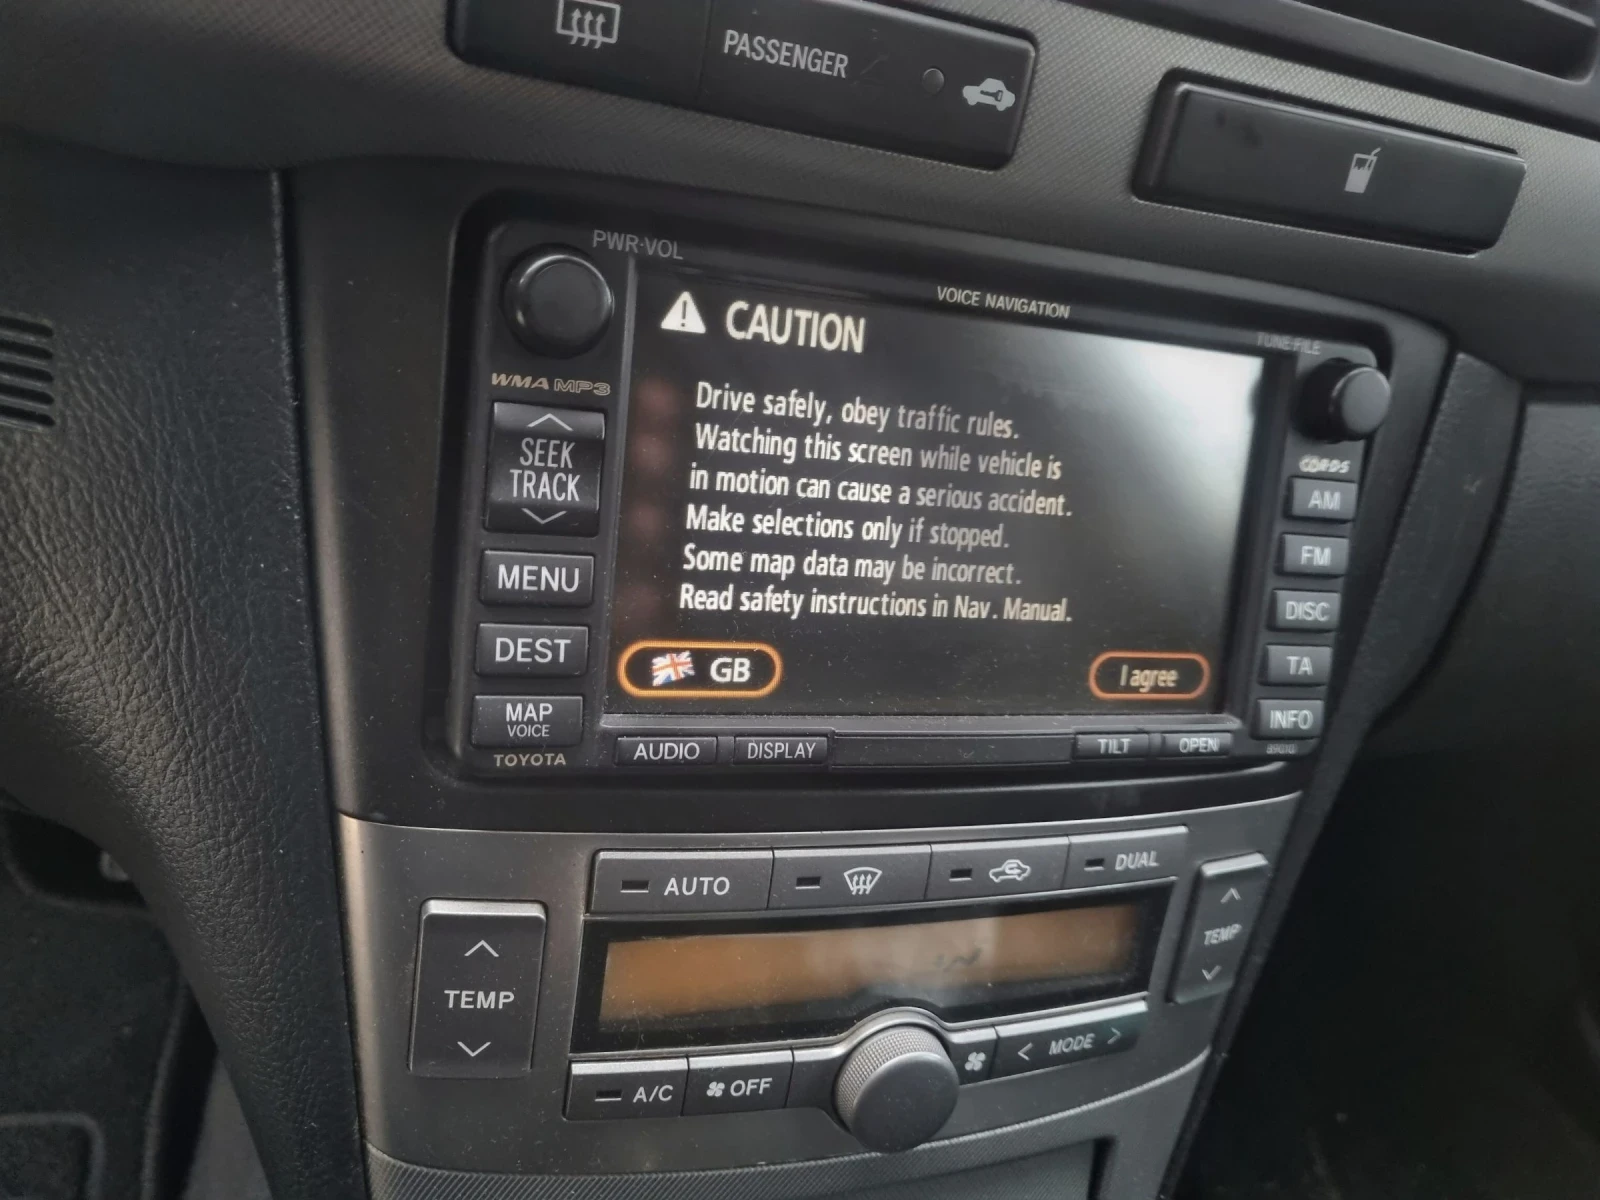 PASSENGER
PWR·VOL
VOICE NAVIGATION
TUNE·FILE
CAUTION
WMA MP3
Drive safely, obey traffic rules.
Watching this screen while vehicle is
in motion can cause a serious accident.
Make selections only if stopped.
Some map data may be incorrect.
Read safety instructions in Nav. Manual.
SEEK
TRACK
MENU
DEST
MAP
VOICE
TOYOTA
GB
I agree
AM
FM
DISC
TA
INFO
AUDIO
DISPLAY
TILT
OPEN
AUTO
DUAL
TEMP
TEMP
A/C
OFF
MODE